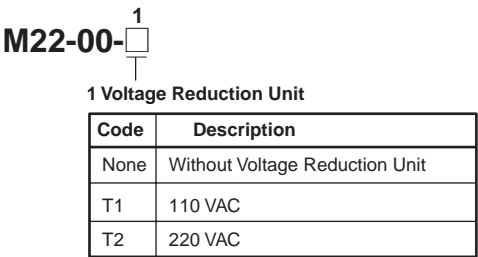 1
M22-00-□
1 Voltage Reduction Unit
Code Description
None Without Voltage Reduction Unit
T1 110 VAC
T2 220 VAC